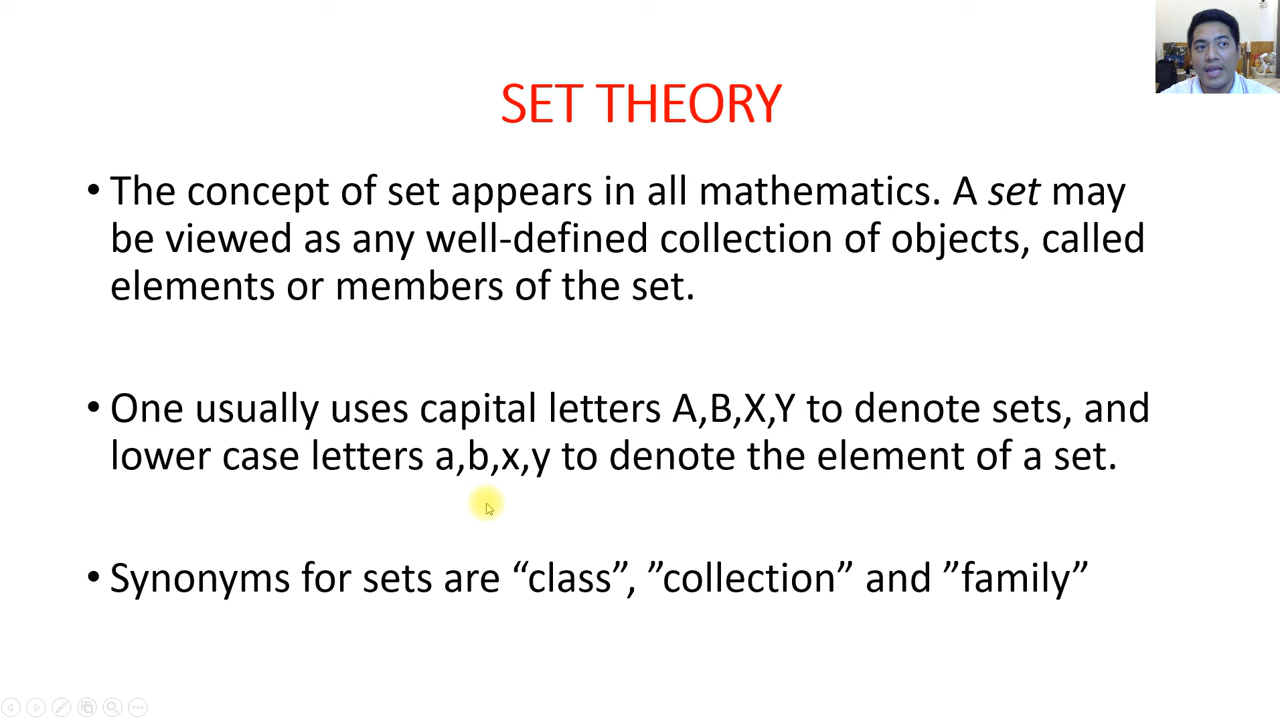 SET THEORY
• The concept of set appears in all mathematics. A set may
be viewed as any well-defined collection of objects, called
elements or members of the set.
• One usually uses capital letters A,B,X,Y to denote sets, and
lower case letters a,b,x,y to denote the element of a set.
• Synonyms for sets are “class”, ”collection” and ”family”